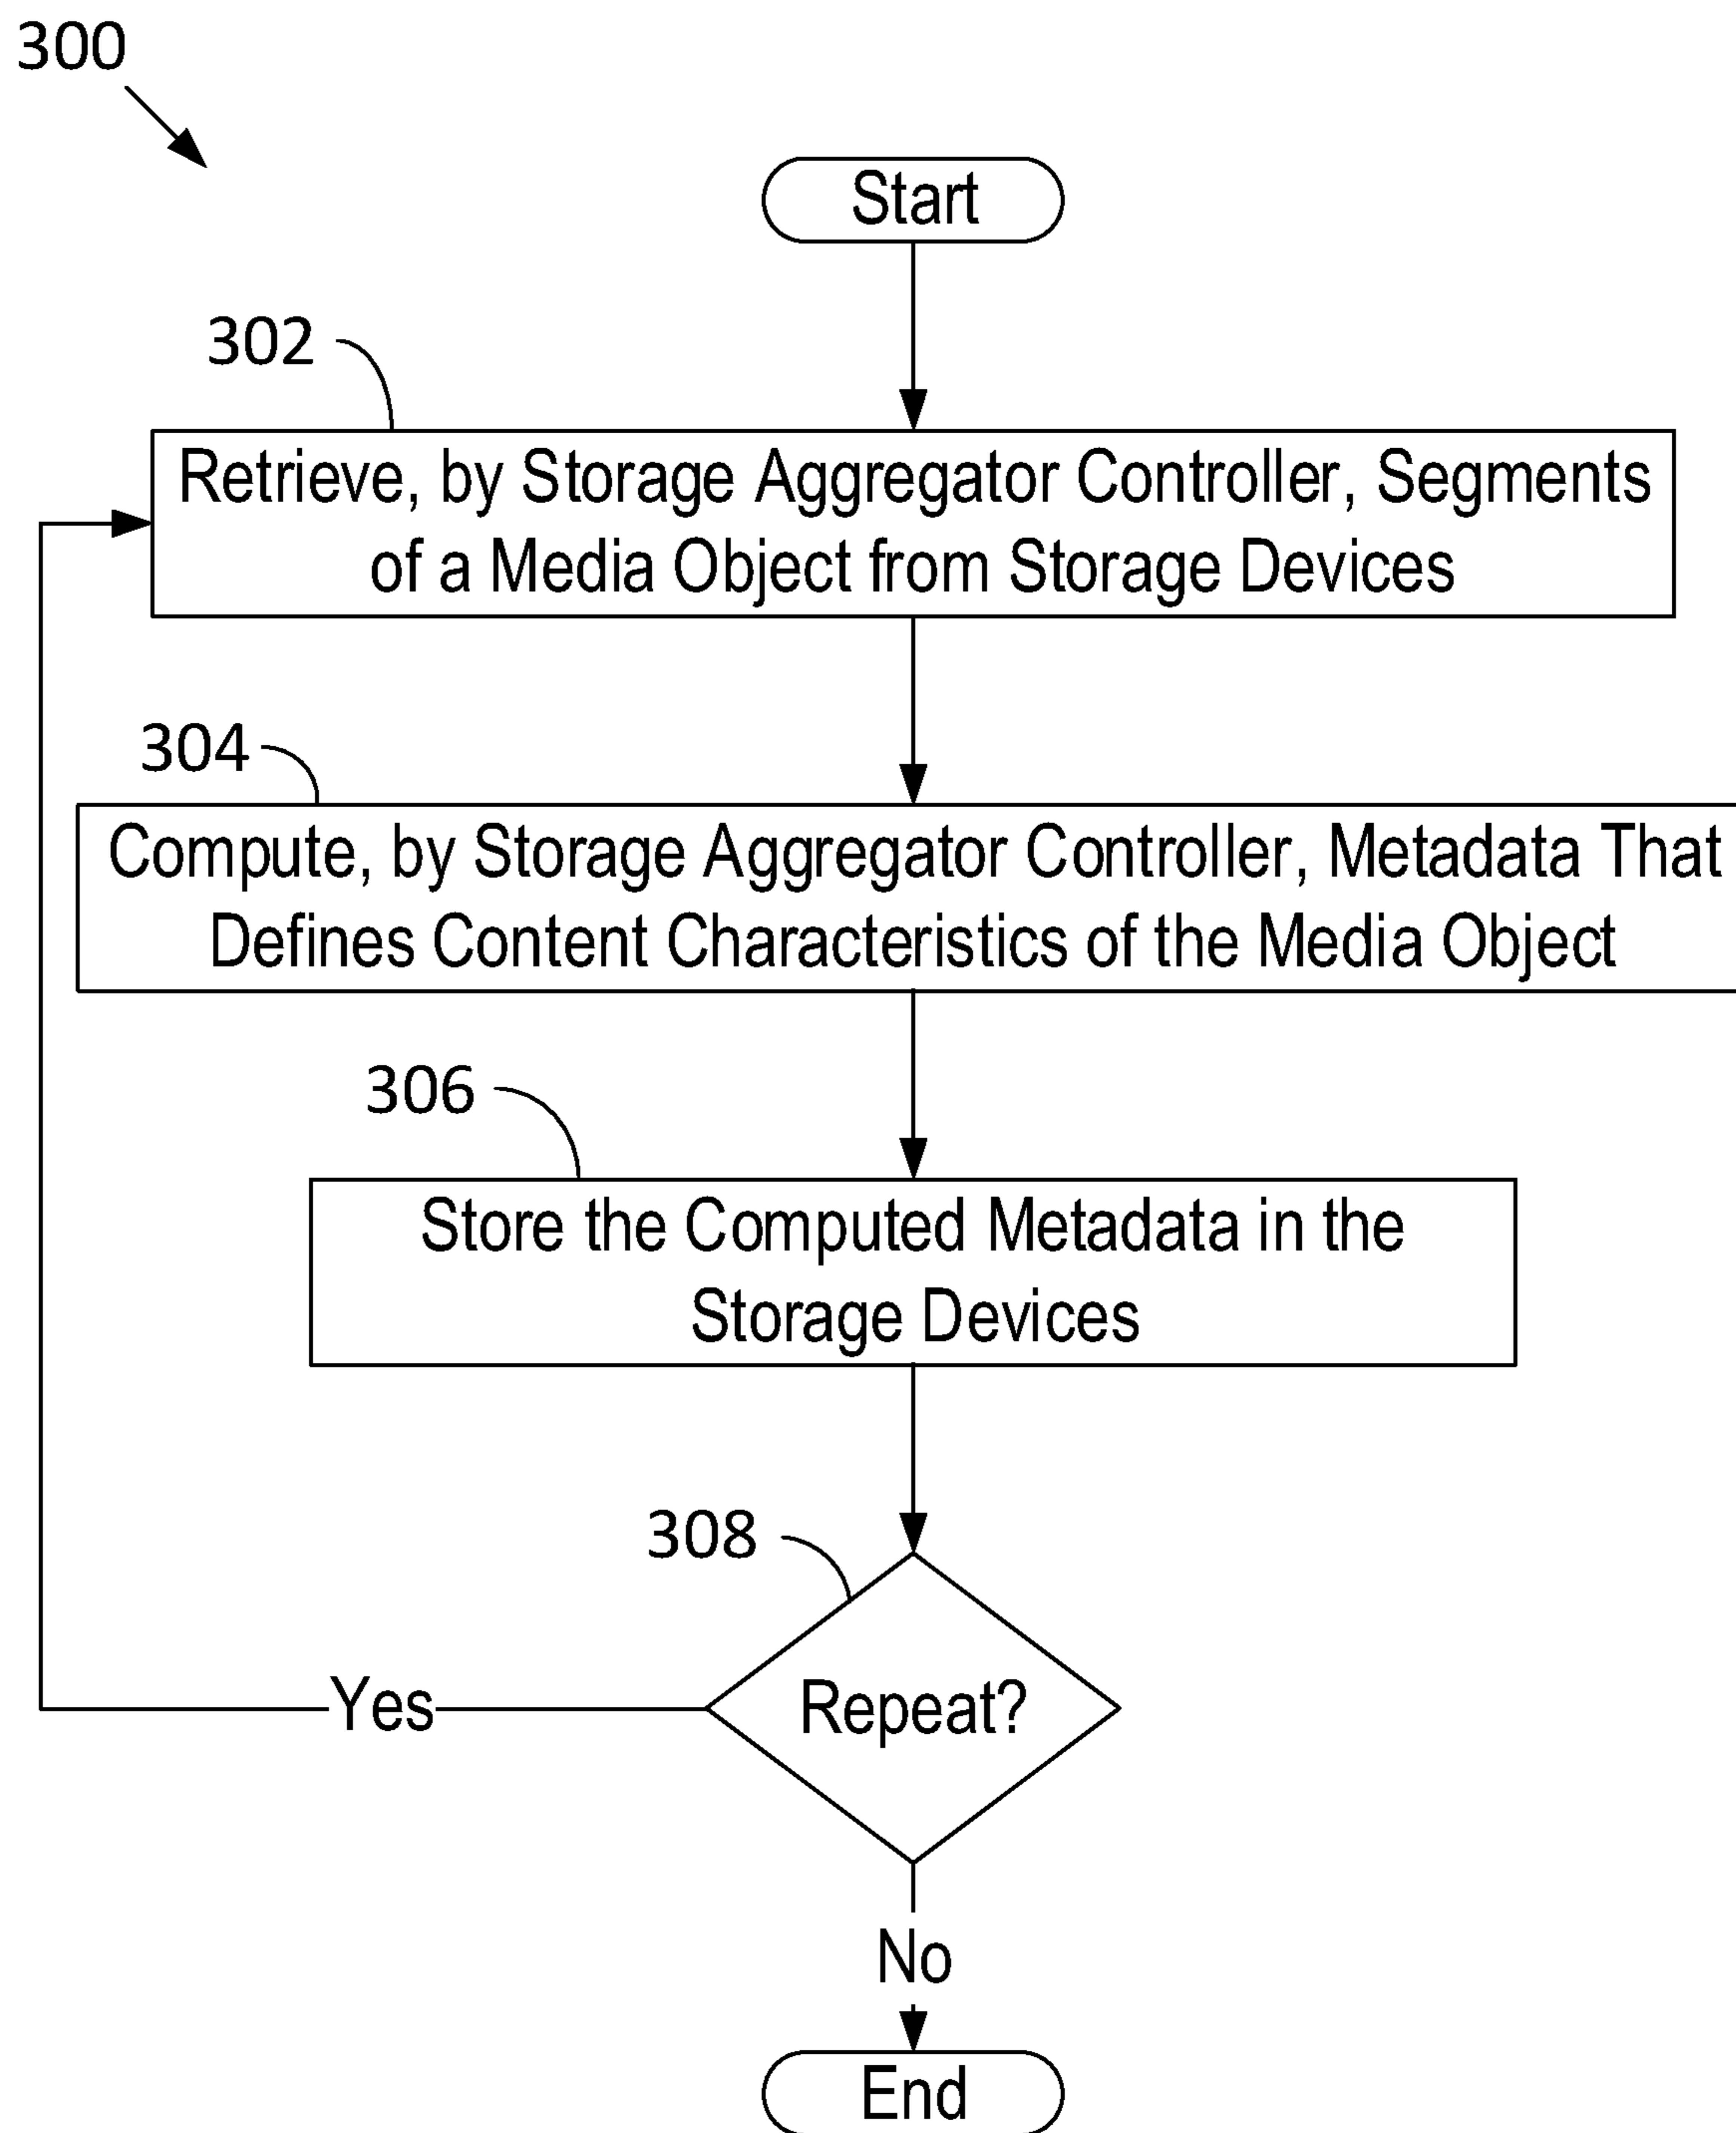 300
Start
302
Retrieve, by Storage Aggregator Controller, Segments
of a Media Object from Storage Devices
304
Compute, by Storage Aggregator Controller, Metadata That
Defines Content Characteristics of the Media Object
306
Store the Computed Metadata in the
Storage Devices
308
Repeat?
Yes
No
End